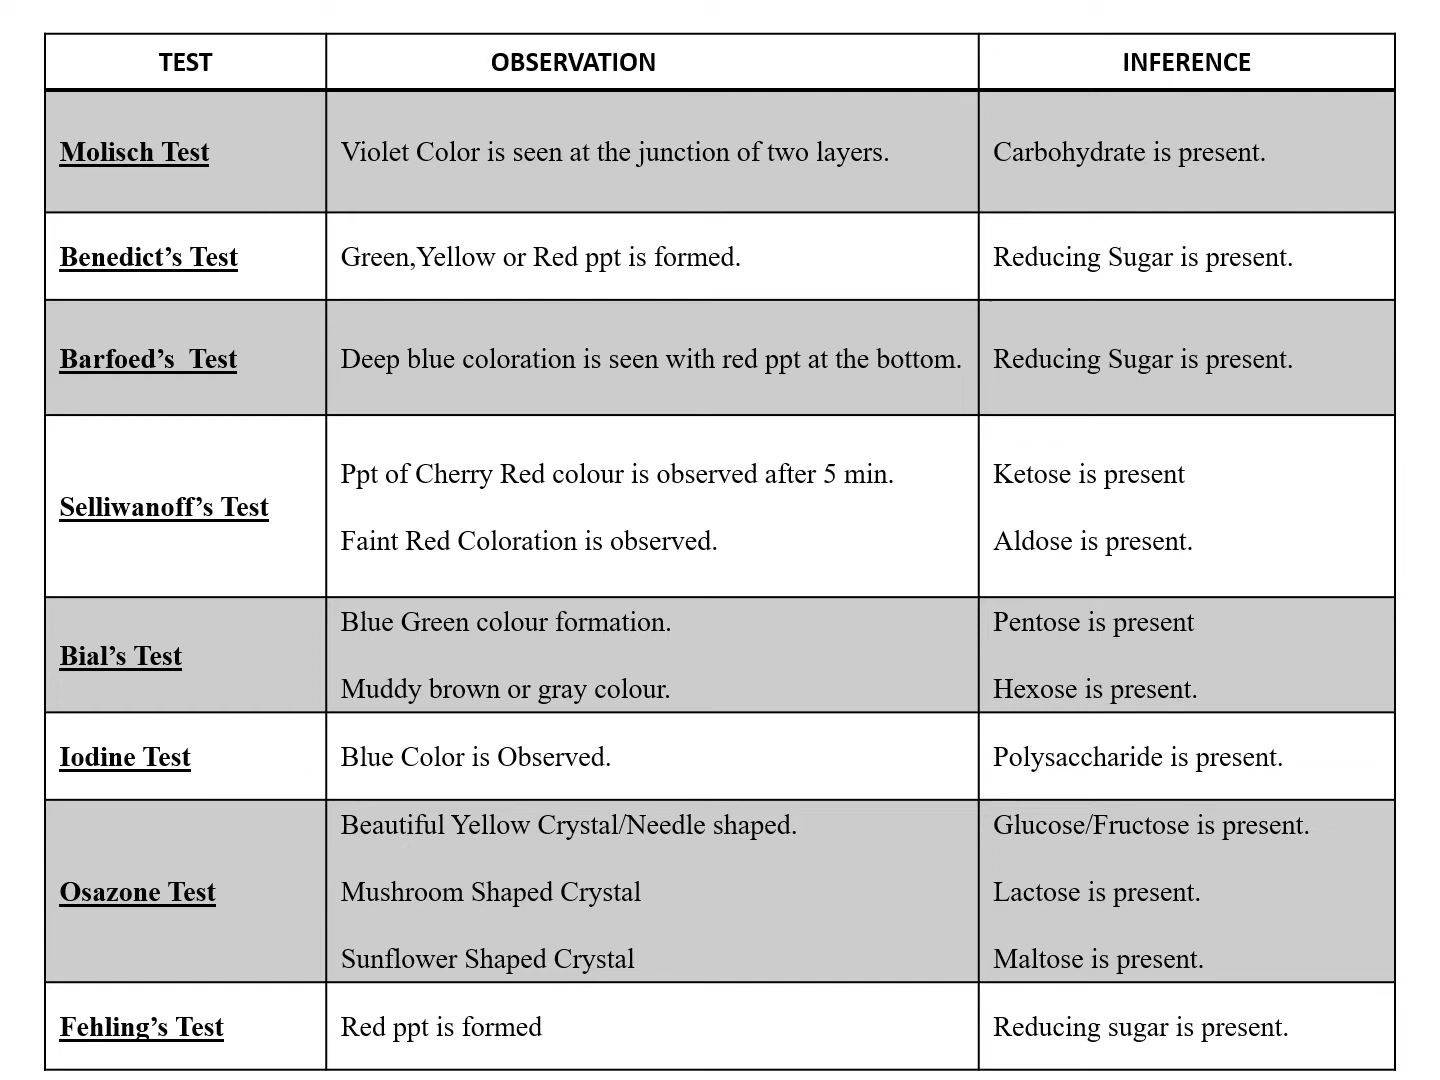 TEST OBSERVATION INFERENCE
Molisch Test Violet Color is seen at the junction of two layers. Carbohydrate is present.
Benedict’s Test Green,Yellow or Red ppt is formed. Reducing Sugar is present.
Barfoed’s  Test Deep blue coloration is seen with red ppt at the bottom. Reducing Sugar is present.
Selliwanoff’s Test
Ppt of Cherry Red colour is observed after 5 min. Ketose is present
Faint Red Coloration is observed. Aldose is present.
Bial’s Test
Blue Green colour formation. Pentose is present
Muddy brown or gray colour. Hexose is present.
Iodine Test Blue Color is Observed. Polysaccharide is present.
Osazone Test
Beautiful Yellow Crystal/Needle shaped. Glucose/Fructose is present.
Mushroom Shaped Crystal Lactose is present.
Sunflower Shaped Crystal Maltose is present.
Fehling’s Test Red ppt is formed Reducing sugar is present.